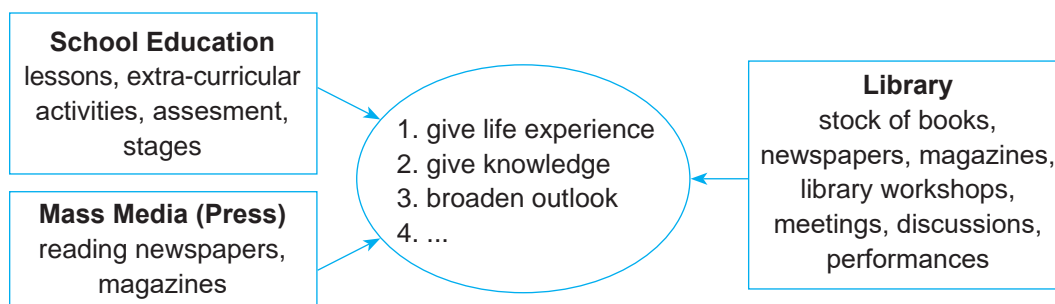 School Education
lessons, extra-curricular
activities, assesment,
stages
Mass Media (Press)
reading newspapers,
magazines
1. give life experience
2. give knowledge
3. broaden outlook
4. ...
Library
stock of books,
newspapers, magazines,
library workshops,
meetings, discussions,
performances